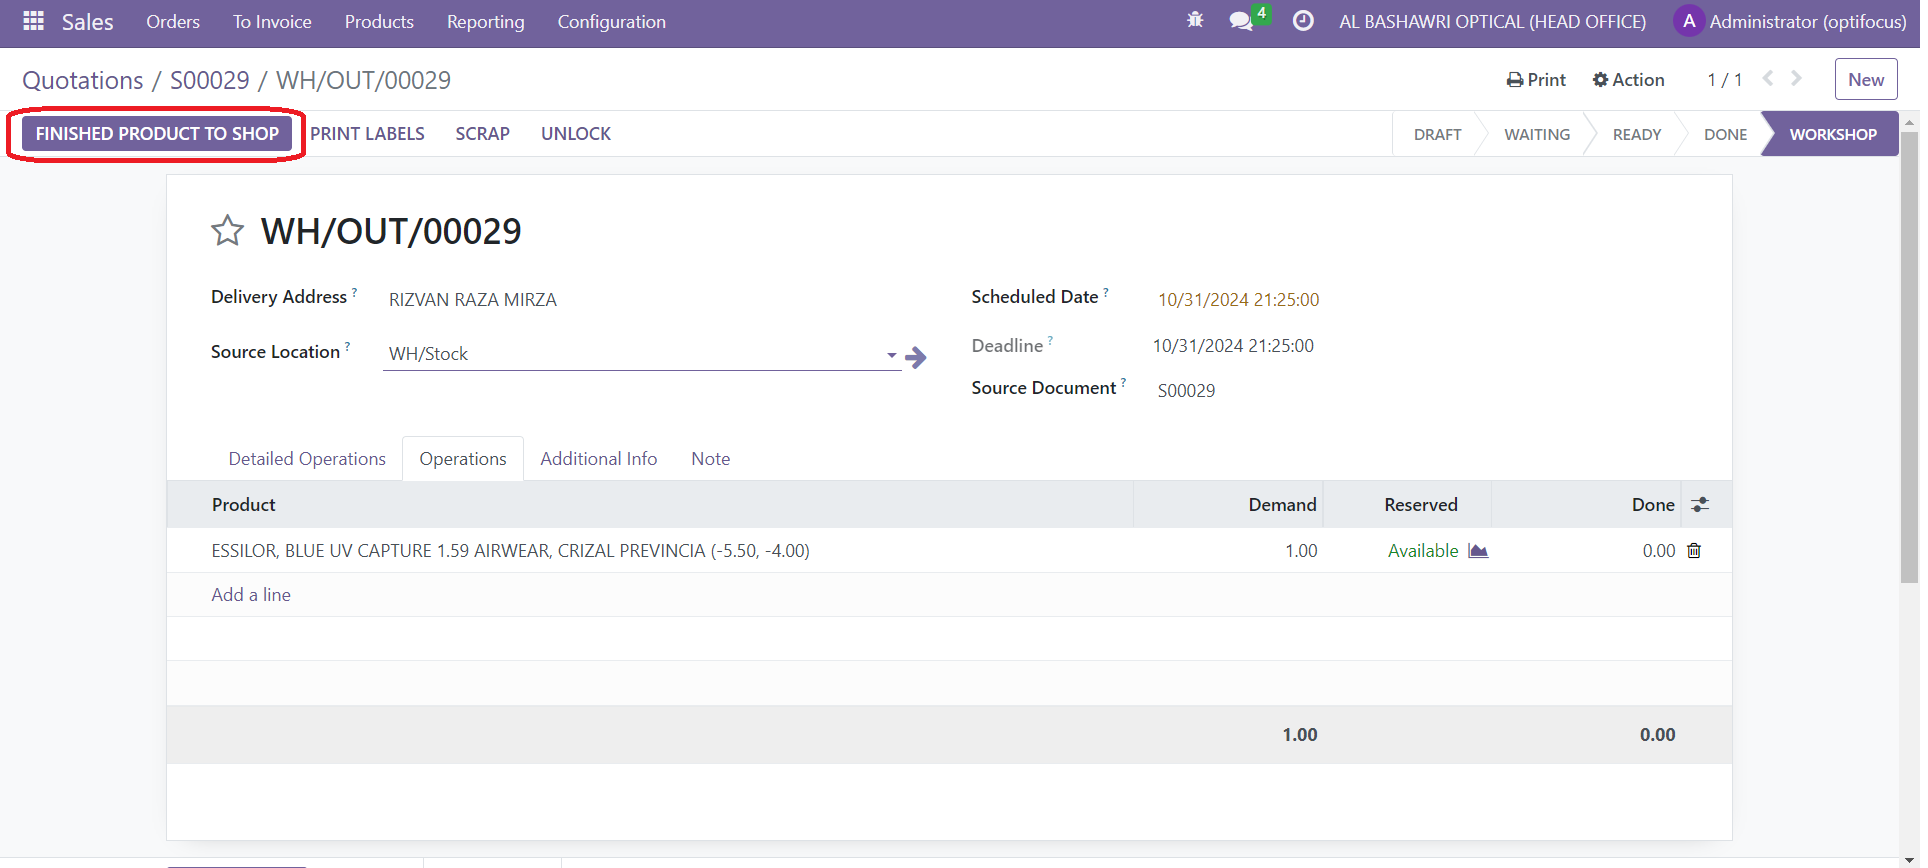 Sales Orders To Invoice Products Reporting Configuration 4 AL BASHAWRI OPTICAL (HEAD OFFICE) A Administrator (optifocus)
Quotations / S00029 / WH/OUT/00029 Print Action 1 / 1 New
FINISHED PRODUCT TO SHOP PRINT LABELS SCRAP UNLOCK DRAFT WAITING READY DONE WORKSHOP
WH/OUT/00029
Delivery Address ? RIZVAN RAZA MIRZA Scheduled Date ? 10/31/2024 21:25:00
Source Location ? WH/Stock Deadline ? 10/31/2024 21:25:00
Source Document ? S00029
Detailed Operations Operations Additional Info Note
Product Demand Reserved Done
ESSILOR, BLUE UV CAPTURE 1.59 AIRWEAR, CRIZAL PREVINCIA (-5.50, -4.00) 1.00 Available 0.00
Add a line
1.00 0.00